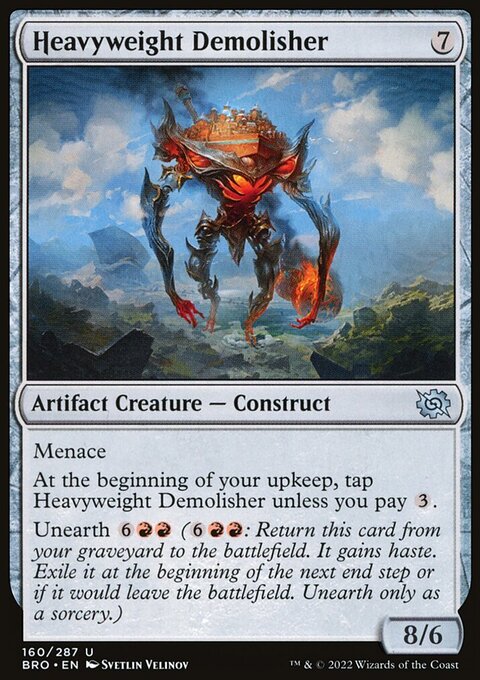 Heavyweight Demolisher 7
Artifact Creature — Construct
Menace
At the beginning of your upkeep, tap
Heavyweight Demolisher unless you pay 3.
Unearth 6 (6: Return this card from
your graveyard to the battlefield. It gains haste.
Exile it at the beginning of the next end step or
if it would leave the battlefield. Unearth only as
a sorcery.)
8/6
160/287 U
BRO • EN Svetlin Velinov
™ & © 2022 Wizards of the Coast